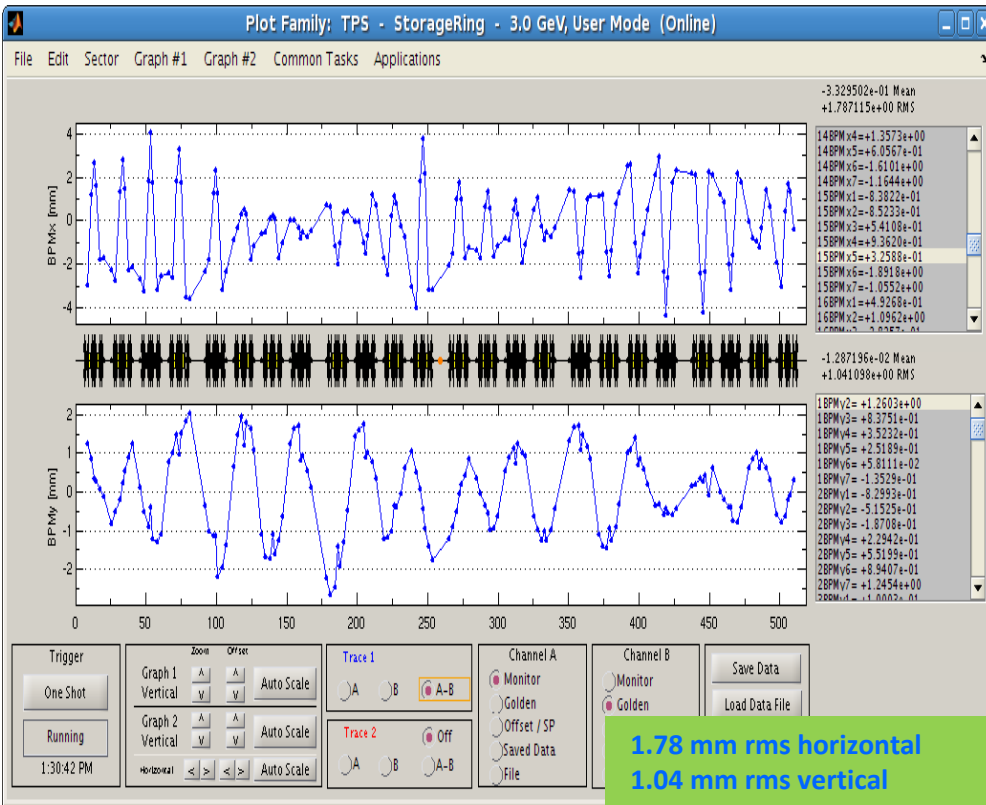 Plot Family: TPS - StorageRing - 3.0 GeV, User Mode (Online)
File Edit Sector Graph #1 Graph #2 Common Tasks Applications
-3.329502e-01 Mean
+1.787115e+00 RMS
BPMx [mm]
4
2
0
-2
-4
14BPMx4=+1.3573e+00
14BPMx5=+6.0567e-01
14BPMx6=-1.6101e+00
14BPMx7=-1.1644e+00
15BPMx1=-8.3822e-01
15BPMx2=-8.5233e-01
15BPMx3=+5.4108e-01
15BPMx4=+9.3620e-01
15BPMx5=+3.2588e-01
15BPMx6=-1.8918e+00
15BPMx7=-1.0552e+00
16BPMx1=+4.9268e-01
16BPMx2=+1.0962e+00
-1.287196e-02 Mean
+1.041098e+00 RMS
BPMy [mm]
2
1
0
-1
-2
1BPMy2= +1.2603e+00
1BPMy3= +8.3751e-01
1BPMy4= +3.5232e-01
1BPMy5= +2.5189e-01
1BPMy6= +5.8111e-02
1BPMy7= -1.3529e-01
2BPMy1= -8.2993e-01
2BPMy2= -5.1525e-01
2BPMy3= -1.8708e-01
2BPMy4= +2.2942e-01
2BPMy5= +5.5199e-01
2BPMy6= +8.9407e-01
2BPMy7= +1.2454e+00
0 50 100 150 200 250 300 350 400 450 500
Trigger
One Shot
Running
1:30:42 PM
Zoom Offset
Graph 1
Vertical
^ ^
v v
Auto Scale
Graph 2
Vertical
^ ^
v v
Auto Scale
Horizontal < > < > Auto Scale
Trace 1
A B A-B
Trace 2 Off
A B A-B
Channel A
Monitor
Golden
Offset / SP
Saved Data
File
Channel B
Monitor
Golden
Save Data
Load Data File
1.78 mm rms horizontal
1.04 mm rms vertical